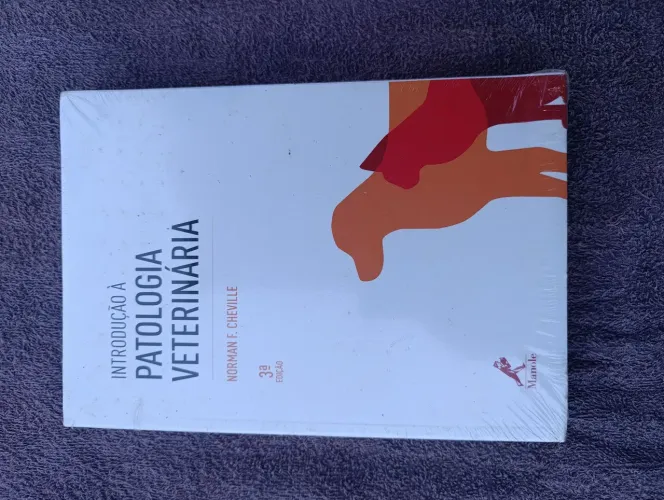 INTRODUÇÃO À
PATOLOGIA
VETERINÁRIA
NORMAN F. CHEVILLE
3ª
EDIÇÃO
Manole